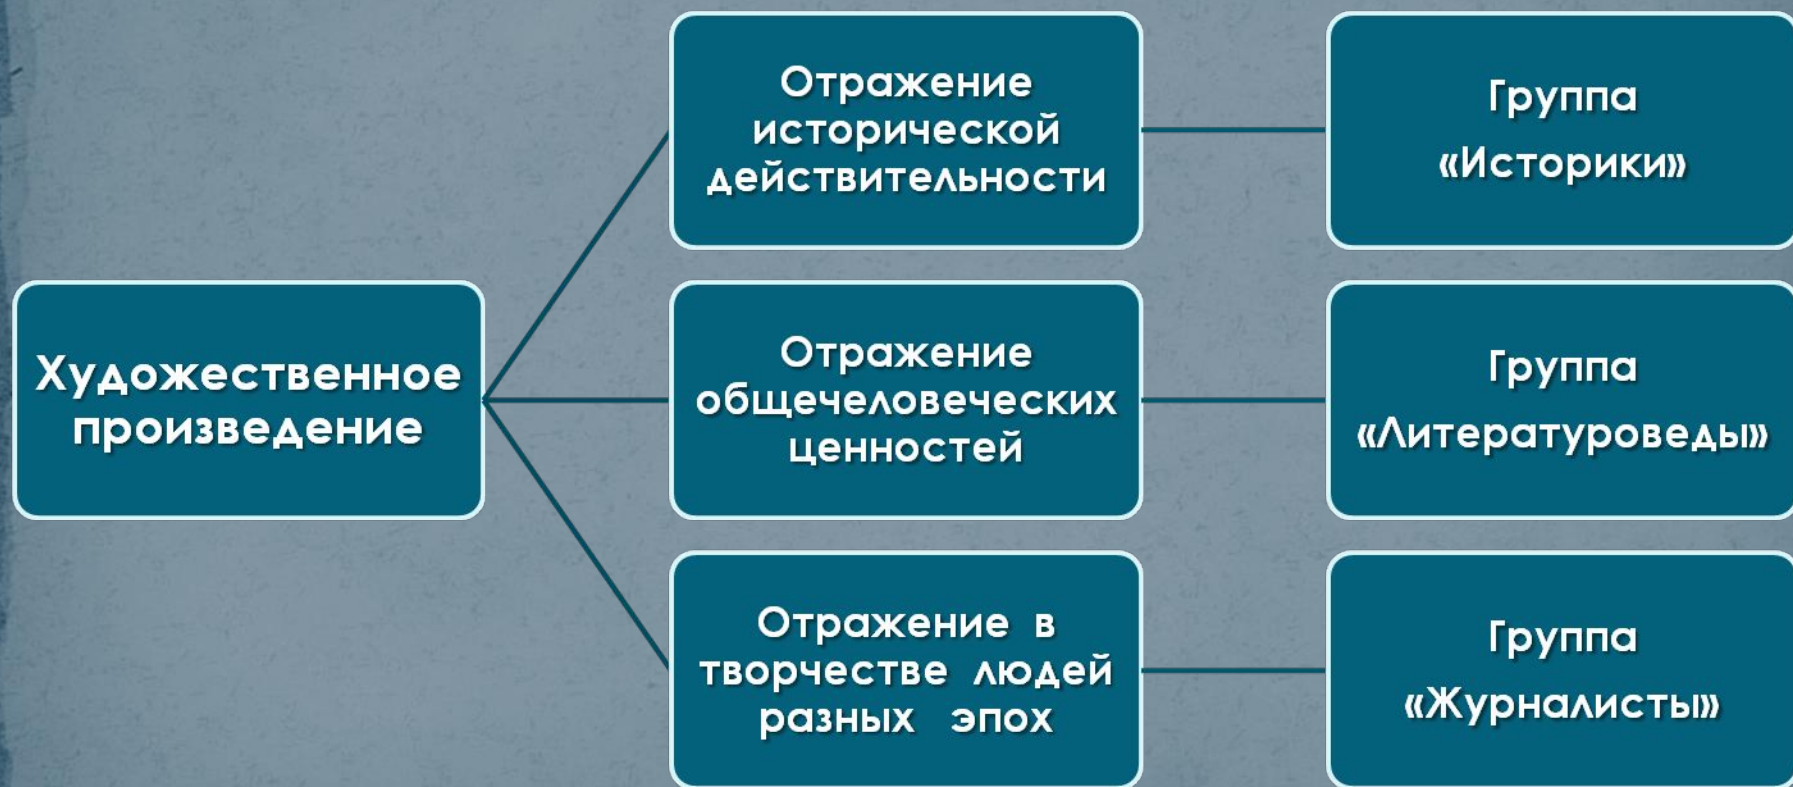 Художественное
произведение
Отражение
исторической
действительности
Группа
«Историки»
Отражение
общечеловеческих
ценностей
Группа
«Литературоведы»
Отражение в
творчестве людей
разных эпох
Группа
«Журналисты»